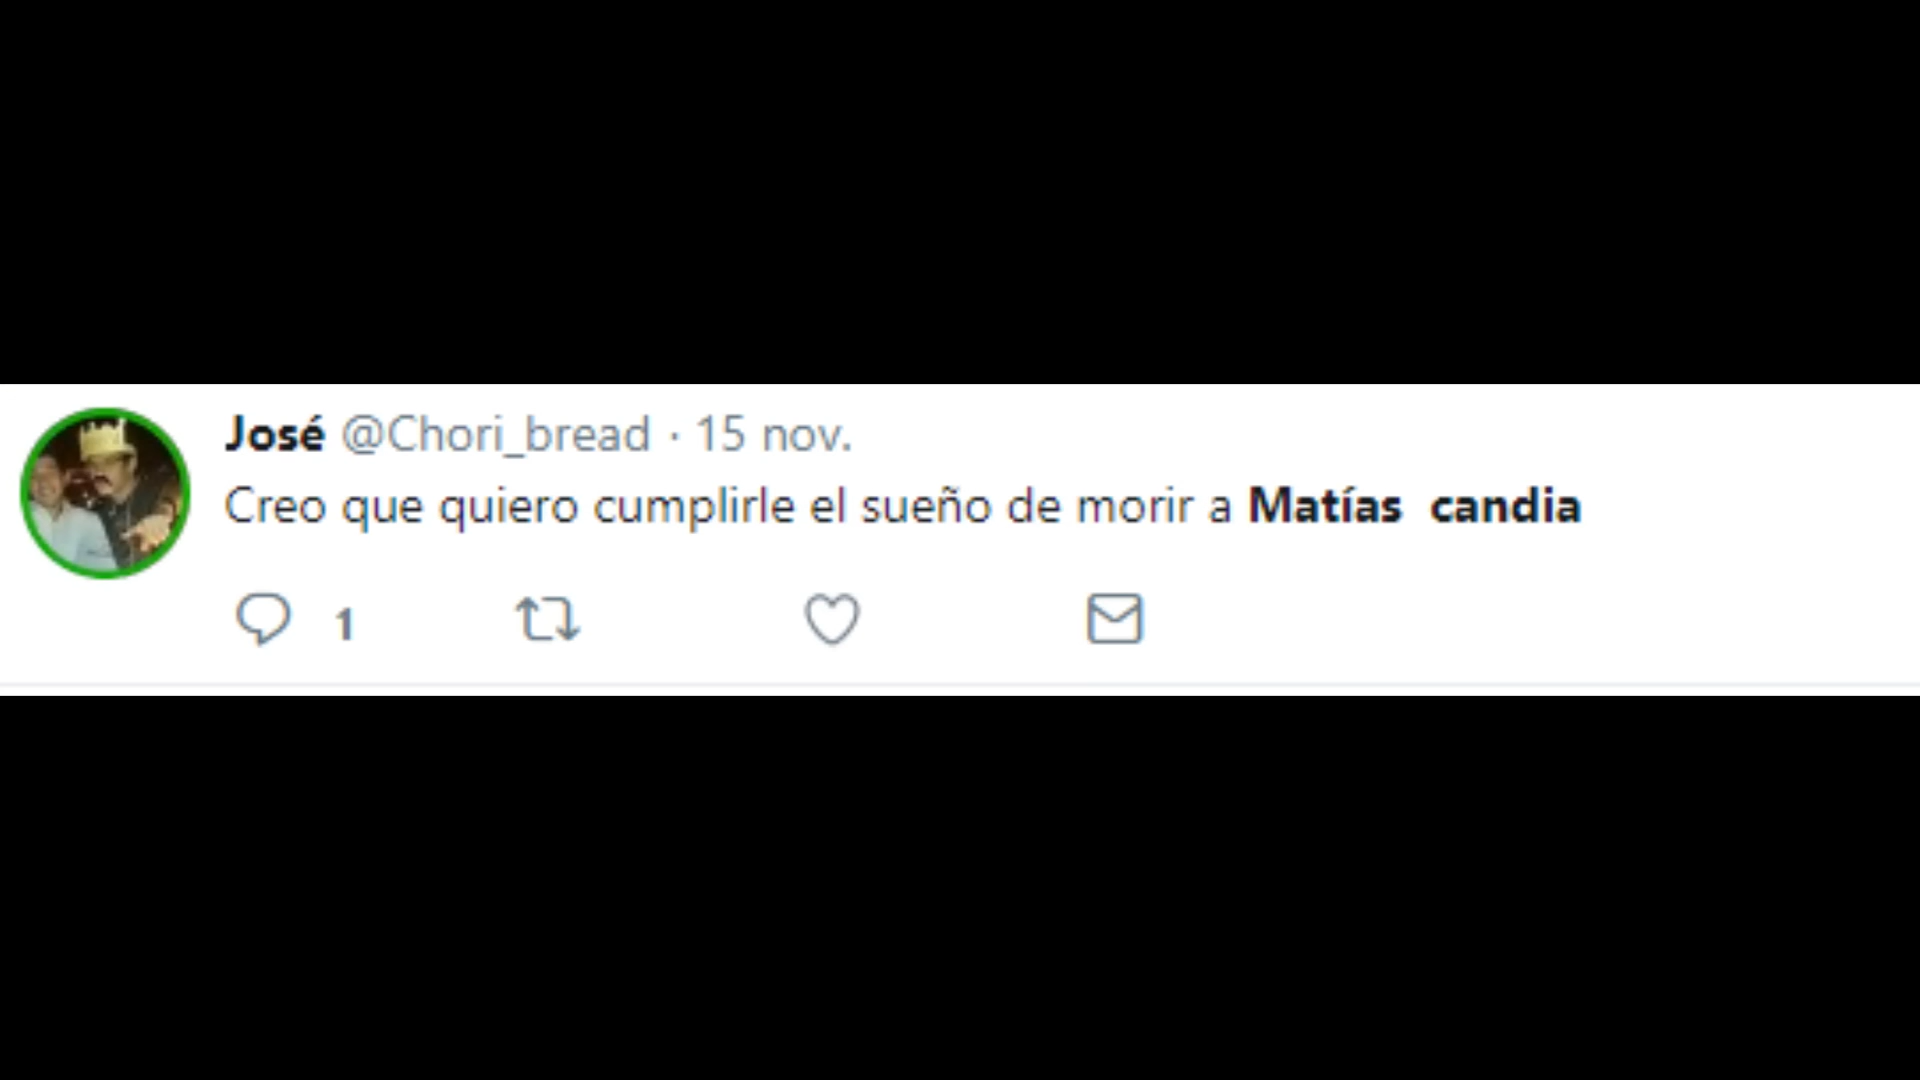 José @Chori_bread · 15 nov.
Creo que quiero cumplirle el sueño de morir a Matías candia
1